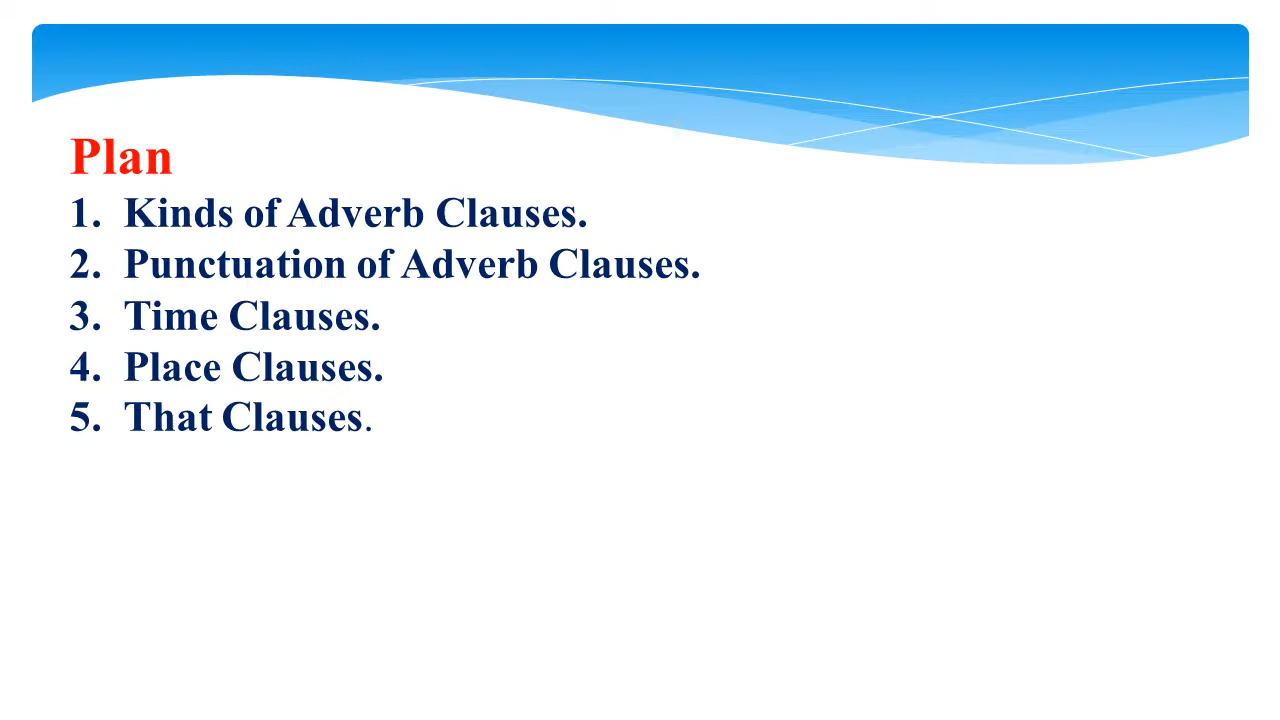 Plan
1. Kinds of Adverb Clauses.
2. Punctuation of Adverb Clauses.
3. Time Clauses.
4. Place Clauses.
5. That Clauses.